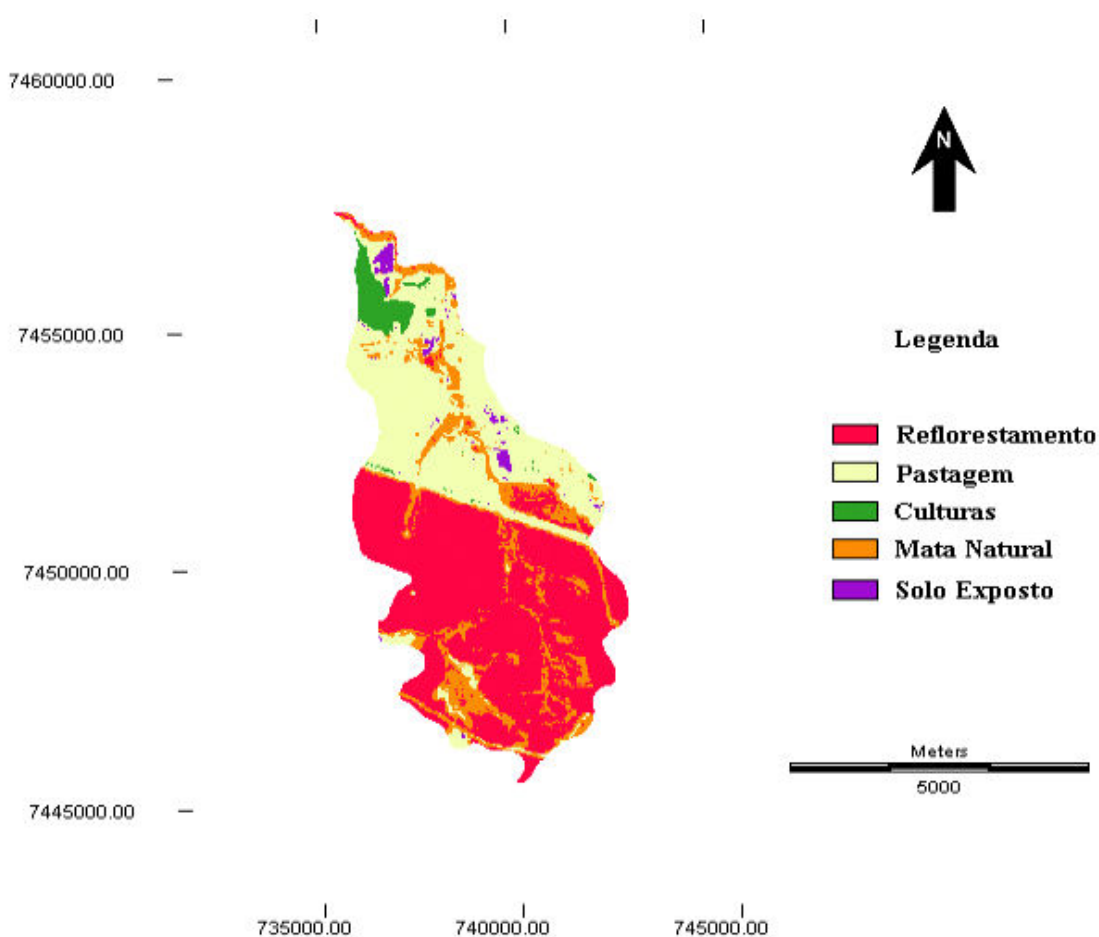 7460000.00
N
7455000.00
Legenda
Reflorestamento
Pastagem
Culturas
7450000.00
Mata Natural
Solo Exposto
Meters
5000
7445000.00
735000.00
740000.00
745000.00